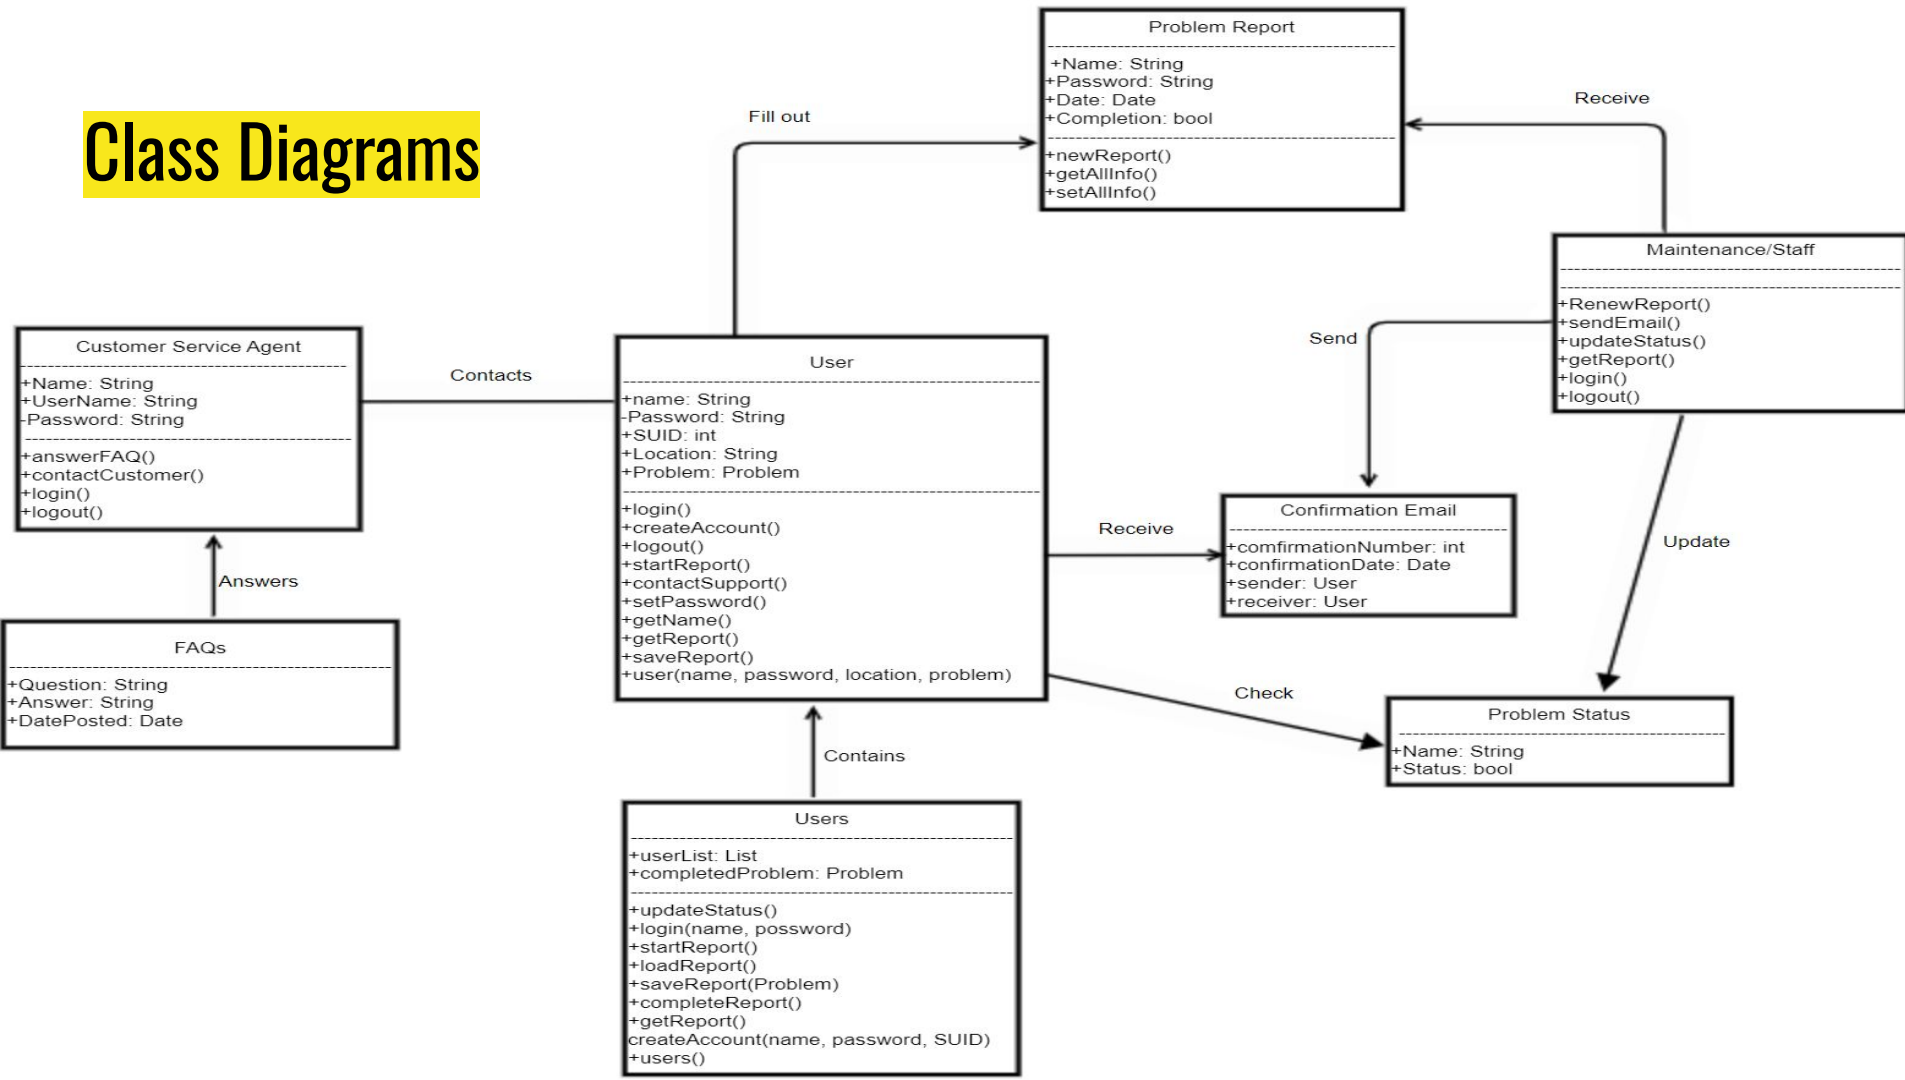 Class Diagrams
Problem Report
+Name: String
+Password: String
+Date: Date
+Completion: bool
+newReport()
+getAllInfo()
+setAllInfo()
Fill out
Receive
Maintenance/Staff
+RenewReport()
+sendEmail()
+updateStatus()
+getReport()
+login()
+logout()
Send
Customer Service Agent
+Name: String
+UserName: String
-Password: String
+answerFAQ()
+contactCustomer()
+login()
+logout()
Contacts
User
+name: String
-Password: String
+SUID: int
+Location: String
+Problem: Problem
+login()
+createAccount()
+logout()
+startReport()
+contactSupport()
+setPassword()
+getName()
+getReport()
+saveReport()
+user(name, password, location, problem)
Receive
Confirmation Email
+comfirmationNumber: int
+confirmationDate: Date
+sender: User
+receiver: User
Update
Answers
FAQs
+Question: String
+Answer: String
+DatePosted: Date
Check
Problem Status
+Name: String
+Status: bool
Contains
Users
+userList: List
+completedProblem: Problem
+updateStatus()
+login(name, possword)
+startReport()
+loadReport()
+saveReport(Problem)
+completeReport()
+getReport()
createAccount(name, password, SUID)
+users()